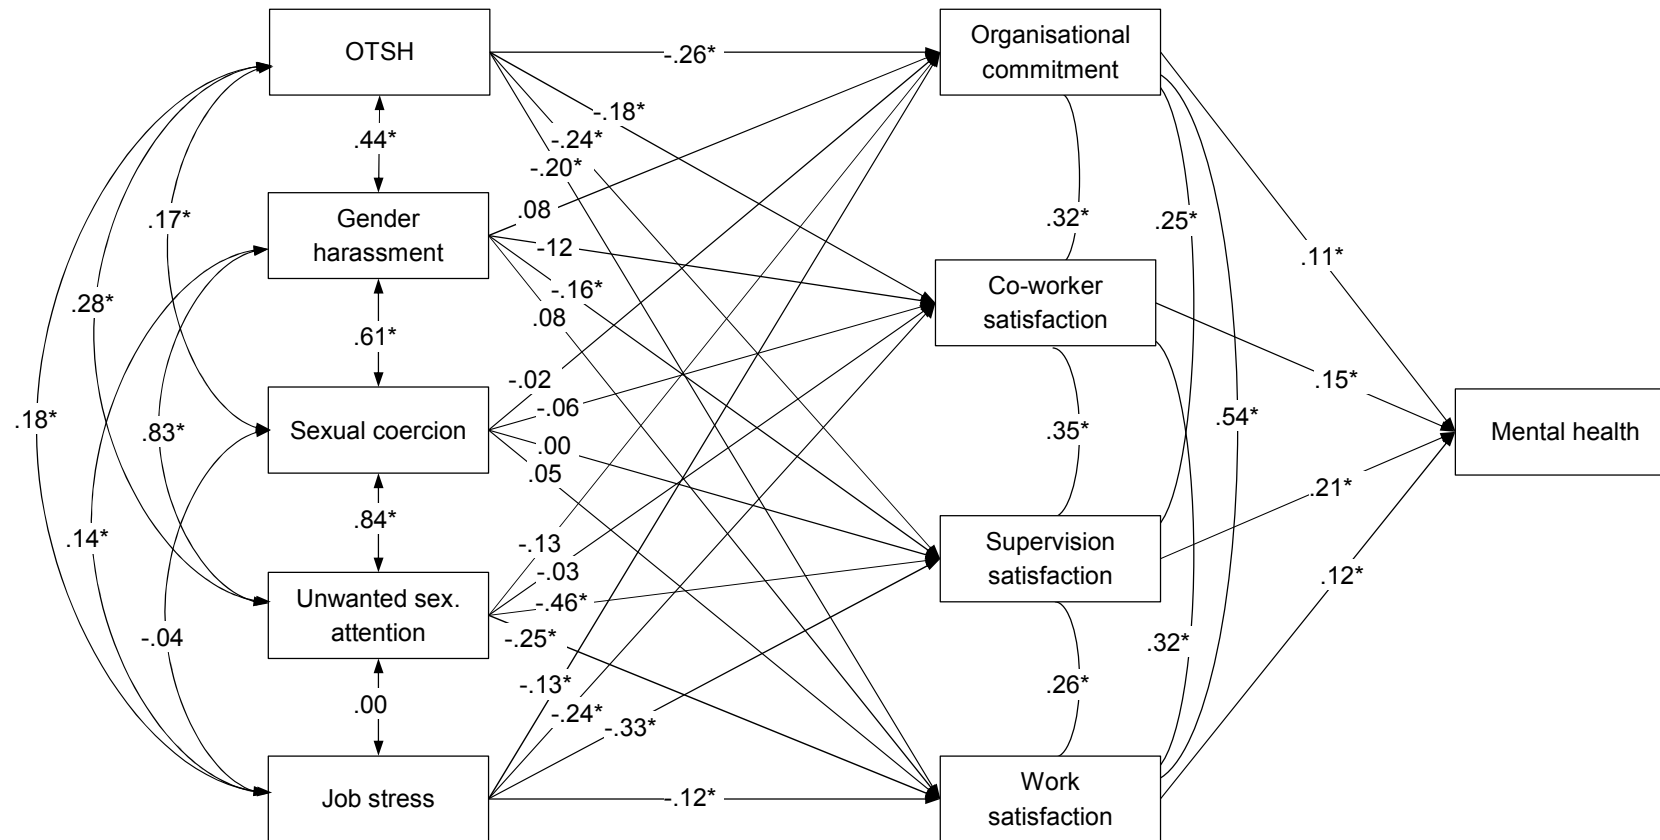 OTSH
Organisational
commitment
-.26*
-.18*
-.24*
-.20*
.44*
Gender
harassment
.17*
.08
-12
-.16*
.08
.32*
.25*
.11*
Co-worker
satisfaction
.28*
.61*
-.02
-.06
.00
.05
.15*
.18*
.83*
Sexual coercion
.35*
.54*
Mental health
.21*
.14*
.84*
-.13
-.03
-.46*
-.25*
Supervision
satisfaction
.12*
Unwanted sex.
attention
-.04
.32*
.00
-.13*
-.24*
-.33*
.26*
Job stress
-.12*
Work
satisfaction